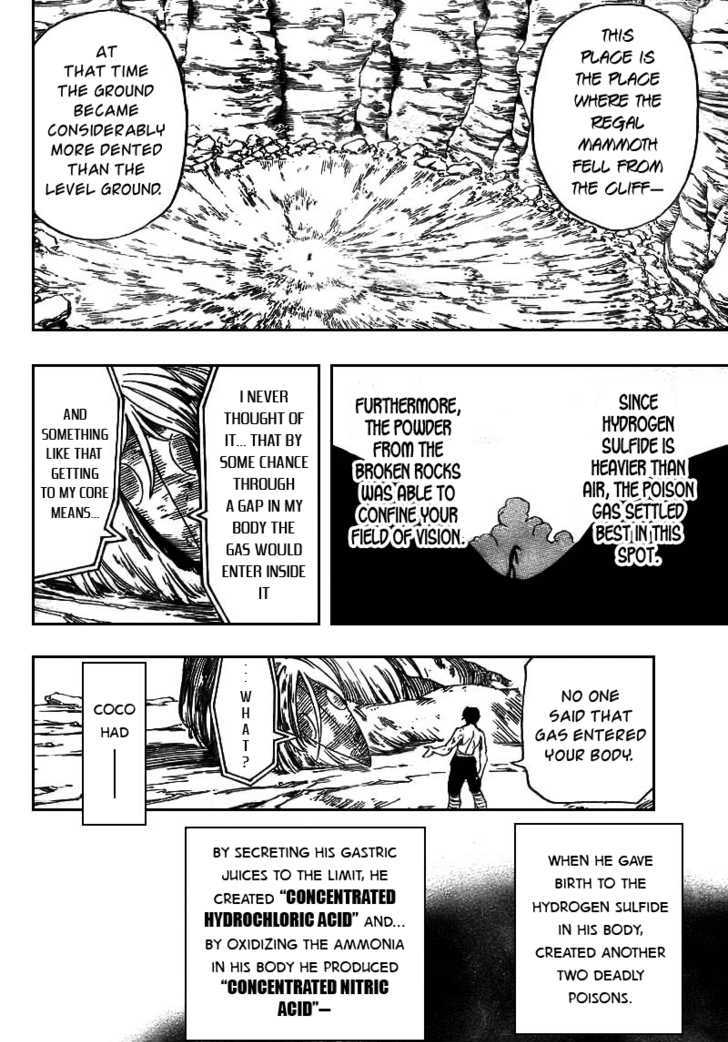 THIS
PLACE IS
THE PLACE
WHERE THE
REGAL
MAMMOTH
FELL FROM
THE CLIFF—
AT
THAT TIME
THE GROUND
BECAME
CONSIDERABLY
MORE DENTED
THAN THE
LEVEL GROUND.
SINCE
HYDROGEN
SULFIDE IS
HEAVIER THAN
AIR, THE POISON
GAS SETTLED
BEST IN THIS
SPOT.
FURTHERMORE,
THE POWDER
FROM THE
BROKEN ROCKS
WAS ABLE TO
CONFINE YOUR
FIELD OF VISION.
I NEVER
THOUGHT OF
IT... THAT BY
SOME CHANCE
THROUGH
A GAP IN MY
BODY THE
GAS WOULD
ENTER INSIDE
IT
AND
SOMETHING
LIKE THAT
GETTING
TO MY CORE
MEANS...
NO ONE
SAID THAT
GAS ENTERED
YOUR BODY.
...WHAT?
COCO
HAD
—
WHEN HE GAVE
BIRTH TO THE
HYDROGEN SULFIDE
IN HIS BODY,
CREATED ANOTHER
TWO DEADLY
POISONS.
BY SECRETING HIS GASTRIC
JUICES TO THE LIMIT, HE
CREATED “CONCENTRATED
HYDROCHLORIC ACID” AND...
BY OXIDIZING THE AMMONIA
IN HIS BODY HE PRODUCED
“CONCENTRATED NITRIC
ACID”—